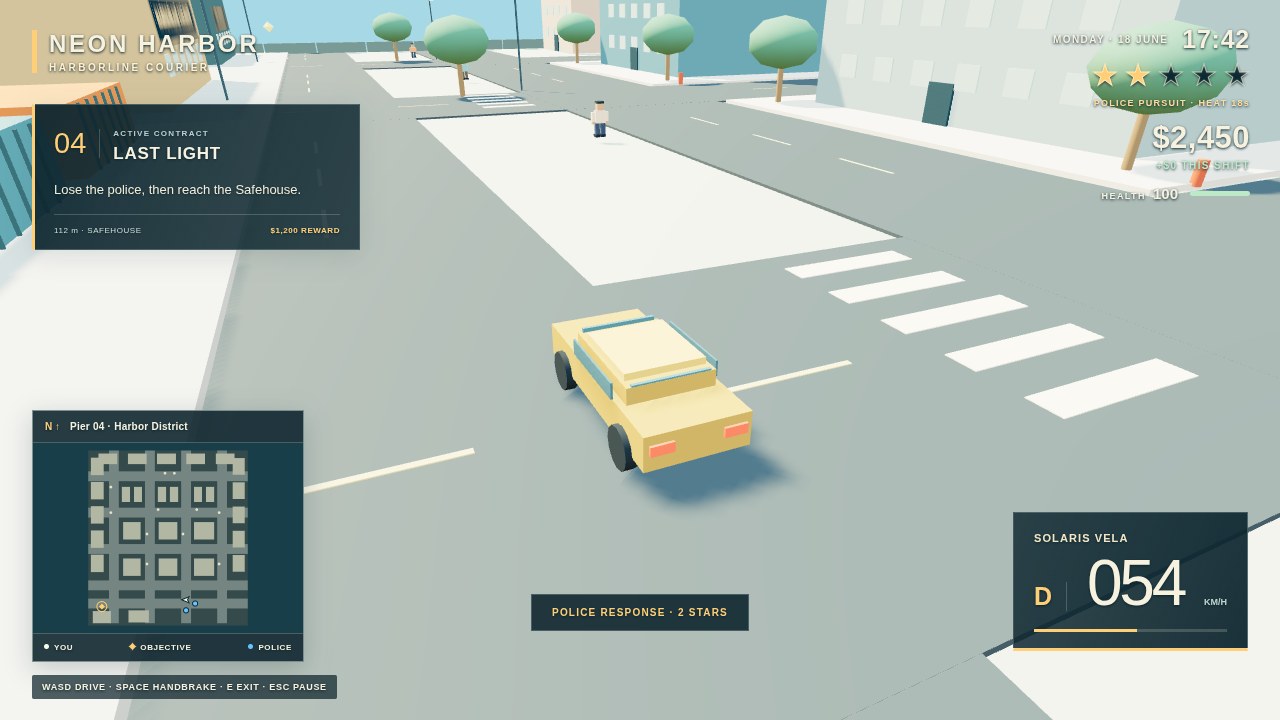 NEON HARBOR
HARBORLINE COURIER
MONDAY · 18 JUNE 17:42
POLICE PURSUIT · HEAT 18s
$2,450
+$0 THIS SHIFT
HEALTH 100
04
ACTIVE CONTRACT
LAST LIGHT
Lose the police, then reach the Safehouse.
112 m · SAFEHOUSE $1,200 REWARD
N ↑ Pier 04 · Harbor District
YOU OBJECTIVE POLICE
WASD DRIVE · SPACE HANDBRAKE · E EXIT · ESC PAUSE
POLICE RESPONSE · 2 STARS
SOLARIS VELA
D 054 KM/H